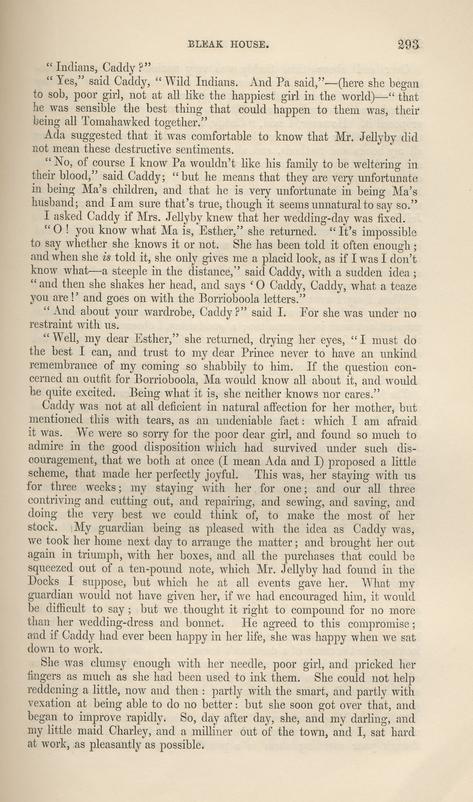 BLEAK HOUSE. 293
“ Indians, Caddy ?”
“ Yes,” said Caddy, “ Wild Indians. And Pa said,”—(here she began
to sob, poor girl, not at all like the happiest girl in the world)—“ that
he was sensible the best thing that could happen to them was, their
being all Tomahawked together.”
Ada suggested that it was comfortable to know that Mr. Jellyby did
not mean these destructive sentiments.
“ No, of course I know Pa wouldn’t like his family to be weltering in
their blood,” said Caddy; “ but he means that they are very unfortunate
in being Ma’s children, and that he is very unfortunate in being Ma’s
husband; and I am sure that’s true, though it seems unnatural to say so.”
I asked Caddy if Mrs. Jellyby knew that her wedding-day was fixed.
“ O ! you know what Ma is, Esther,” she returned. “ It’s impossible
to say whether she knows it or not. She has been told it often enough ;
and when she is told it, she only gives me a placid look, as if I was I don’t
know what—a steeple in the distance,” said Caddy, with a sudden idea ;
“ and then she shakes her head, and says ‘ O Caddy, Caddy, what a teaze
you are !’ and goes on with the Borrioboola letters.”
“ And about your wardrobe, Caddy ?” said I. For she was under no
restraint with us.
“ Well, my dear Esther,” she returned, drying her eyes, “ I must do
the best I can, and trust to my dear Prince never to have an unkind
remembrance of my coming so shabbily to him. If the question con-
cerned an outfit for Borrioboola, Ma would know all about it, and would
be quite excited. Being what it is, she neither knows nor cares.”
Caddy was not at all deficient in natural affection for her mother, but
mentioned this with tears, as an undeniable fact : which I am afraid
it was. We were so sorry for the poor dear girl, and found so much to
admire in the good disposition which had survived under such dis-
couragement, that we both at once (I mean Ada and I) proposed a little
scheme, that made her perfectly joyful. This was, her staying with us
for three weeks ; my staying with her for one ; and our all three
contriving and cutting out, and repairing, and sewing, and saving, and
doing the very best we could think of, to make the most of her
stock. My guardian being as pleased with the idea as Caddy was,
we took her home next day to arrange the matter ; and brought her out
again in triumph, with her boxes, and all the purchases that could be
squeezed out of a ten-pound note, which Mr. Jellyby had found in the
Docks I suppose, but which he at all events gave her. What my
guardian would not have given her, if we had encouraged him, it would
be difficult to say ; but we thought it right to compound for no more
than her wedding-dress and bonnet. He agreed to this compromise ;
and if Caddy had ever been happy in her life, she was happy when we sat
down to work.
She was clumsy enough with her needle, poor girl, and pricked her
fingers as much as she had been used to ink them. She could not help
reddening a little, now and then : partly with the smart, and partly with
vexation at being able to do no better : but she soon got over that, and
began to improve rapidly. So, day after day, she, and my darling, and
my little maid Charley, and a milliner out of the town, and I, sat hard
at work, as pleasantly as possible.